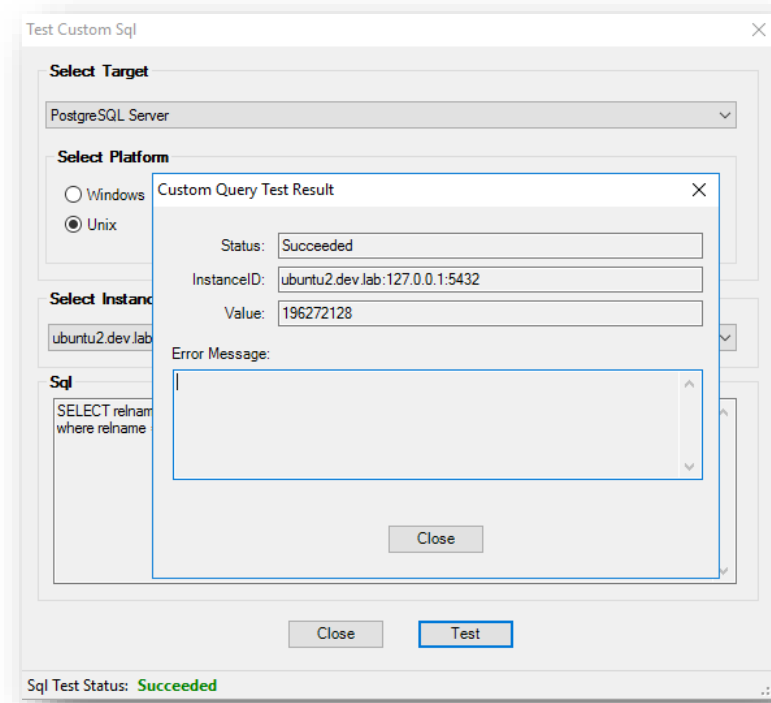 Test Custom Sql
Select Target
PostgreSQL Server
Select Platform
Windows
Unix
Custom Query Test Result
Status: Succeeded
InstanceID: ubuntu2.dev.lab:127.0.0.1:5432
Value: 196272128
Error Message:
Close
Select
ubuntu2.dev.lab
Sql
SELECT
where relname
Close Test
Sql Test Status: Succeeded